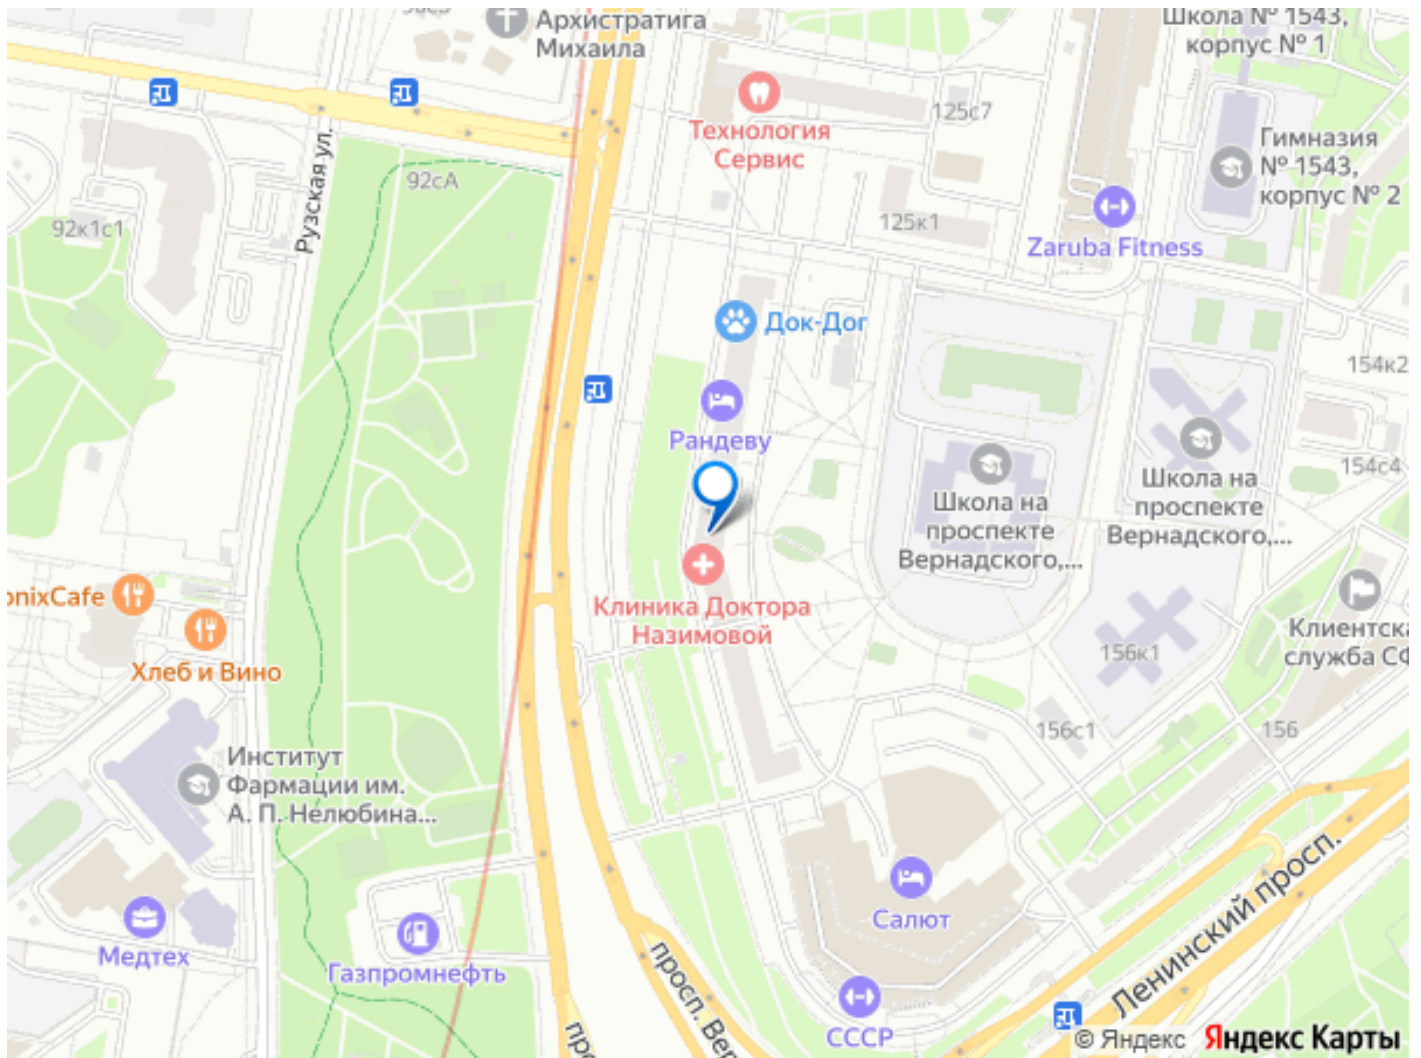 Архистратига
Михаила
Школа № 1543,
корпус № 1
Технология
Сервис
125с7
Гимназия
№ 1543,
корпус № 2
Рузская ул.
92сА
92к1с1
125к1
Zaruba Fitness
Док-Дог
154к2
Рандеву
154с4
Школа на
проспекте
Вернадского,...
Школа на
проспекте
Вернадского,...
onixCafe
Хлеб и Вино
Клиника Доктора
Назимовой
156к1
Клиентска
служба СФ
156с1
156
Институт
Фармации им.
А. П. Нелюбина...
Ленинский просп.
Салют
Медтех
Газпромнефть
просп. Вер
про
СССР
© Яндекс Яндекс Карты